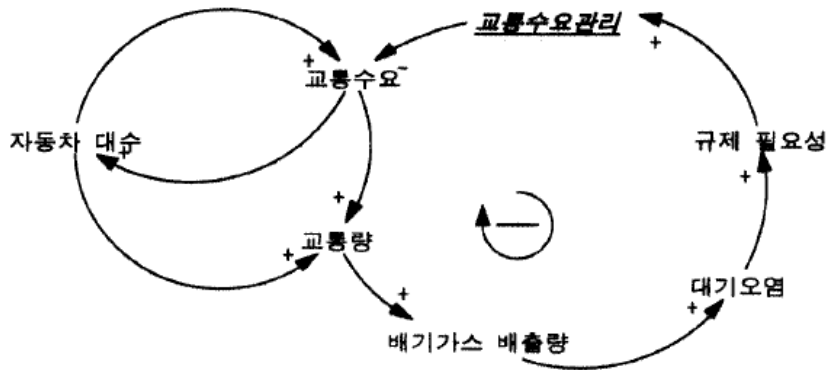 교통수요관리
+
+
교통수요
-
자동차 대수
+
규제 필요성
+
+
교통량
+
—
+
대기오염
+
배기가스 배출량